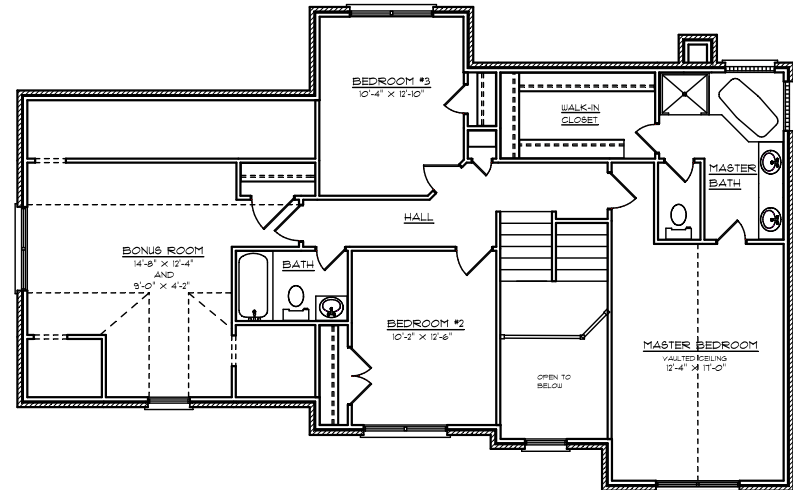 BEDROOM #3
10'-4" X 12'-10"
WALK-IN
CLOSET
MASTER
BATH
HALL
BONUS ROOM
14'-8" X 12'-4"
AND
9'-0" X 4'-2"
BATH
BEDROOM #2
10'-2" X 12'-6"
MASTER BEDROOM
VAULTED CEILING
12'-4" X 17'-0"
OPEN TO
BELOW